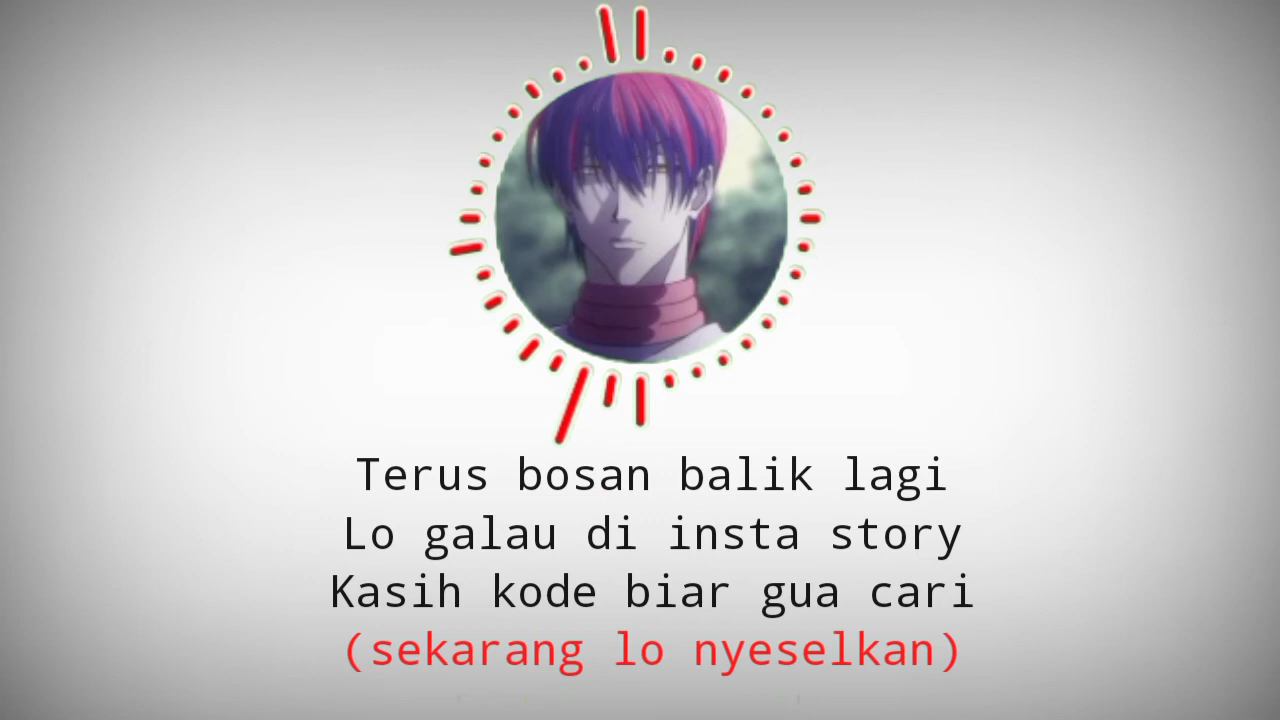 Terus bosan balik lagi
Lo galau di insta story
Kasih kode biar gua cari
(sekarang lo nyeselkan)